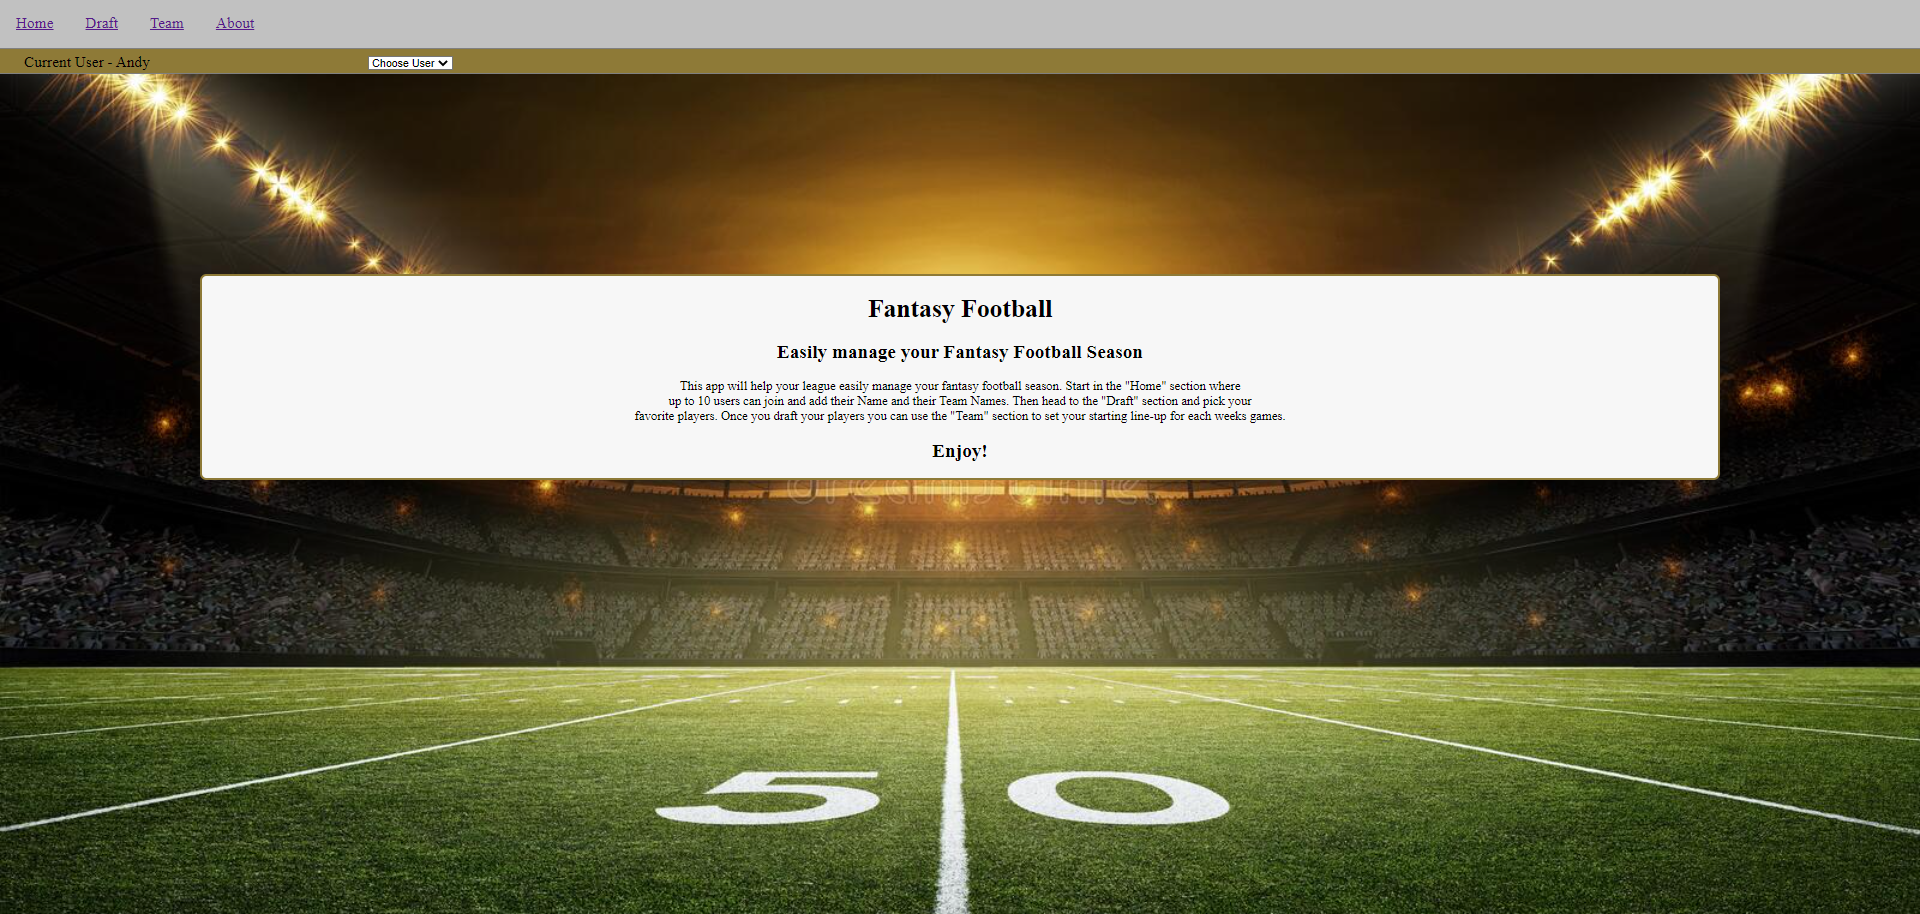 Home Draft Team About
Current User - Andy Choose User
Fantasy Football
Easily manage your Fantasy Football Season
This app will help your league easily manage your fantasy football season. Start in the "Home" section where
up to 10 users can join and add their Name and their Team Names. Then head to the "Draft" section and pick your
favorite players. Once you draft your players you can use the "Team" section to set your starting line-up for each weeks games.
Enjoy!
dreamstime
5 0